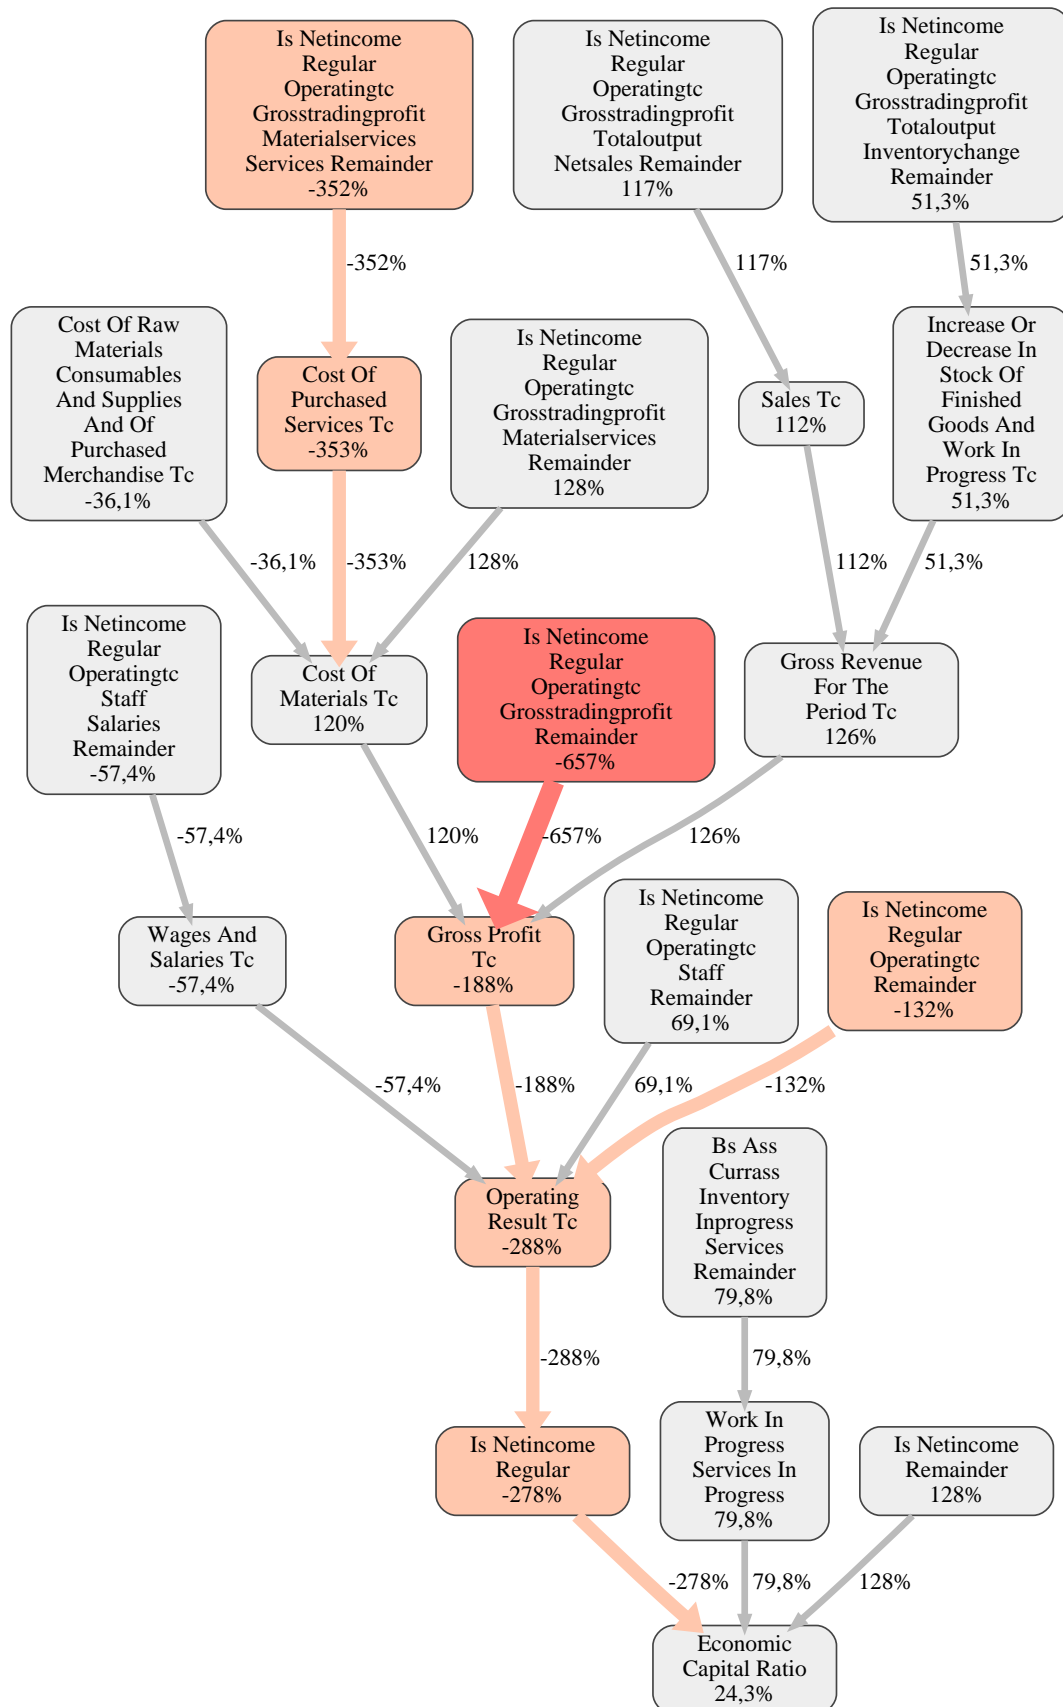 Is Netincome
Regular
Operatingtc
Grosstradingprofit
Materialservices
Services Remainder
-352%
Is Netincome
Regular
Operatingtc
Grosstradingprofit
Totaloutput
Netsales Remainder
117%
Is Netincome
Regular
Operatingtc
Grosstradingprofit
Totaloutput
Inventorychange
Remainder
51,3%
-352%
117%
51,3%
Cost Of Raw
Materials
Consumables
And Supplies
And Of
Purchased
Merchandise Tc
-36,1%
Cost Of
Purchased
Services Tc
-353%
Is Netincome
Regular
Operatingtc
Grosstradingprofit
Materialservices
Remainder
128%
Sales Tc
112%
Increase Or
Decrease In
Stock Of
Finished
Goods And
Work In
Progress Tc
51,3%
-36,1%
-353%
128%
112%
51,3%
Is Netincome
Regular
Operatingtc
Staff
Salaries
Remainder
-57,4%
Cost Of
Materials Tc
120%
Is Netincome
Regular
Operatingtc
Grosstradingprofit
Remainder
-657%
Gross Revenue
For The
Period Tc
126%
-57,4%
120%
-657%
126%
Wages And
Salaries Tc
-57,4%
Gross Profit
Tc
-188%
Is Netincome
Regular
Operatingtc
Staff
Remainder
69,1%
Is Netincome
Regular
Operatingtc
Remainder
-132%
-57,4%
-188%
69,1%
-132%
Operating
Result Tc
-288%
Bs Ass
Currass
Inventory
Inprogress
Services
Remainder
79,8%
-288%
79,8%
Is Netincome
Regular
-278%
Work In
Progress
Services In
Progress
79,8%
Is Netincome
Remainder
128%
-278%
79,8%
128%
Economic
Capital Ratio
24,3%